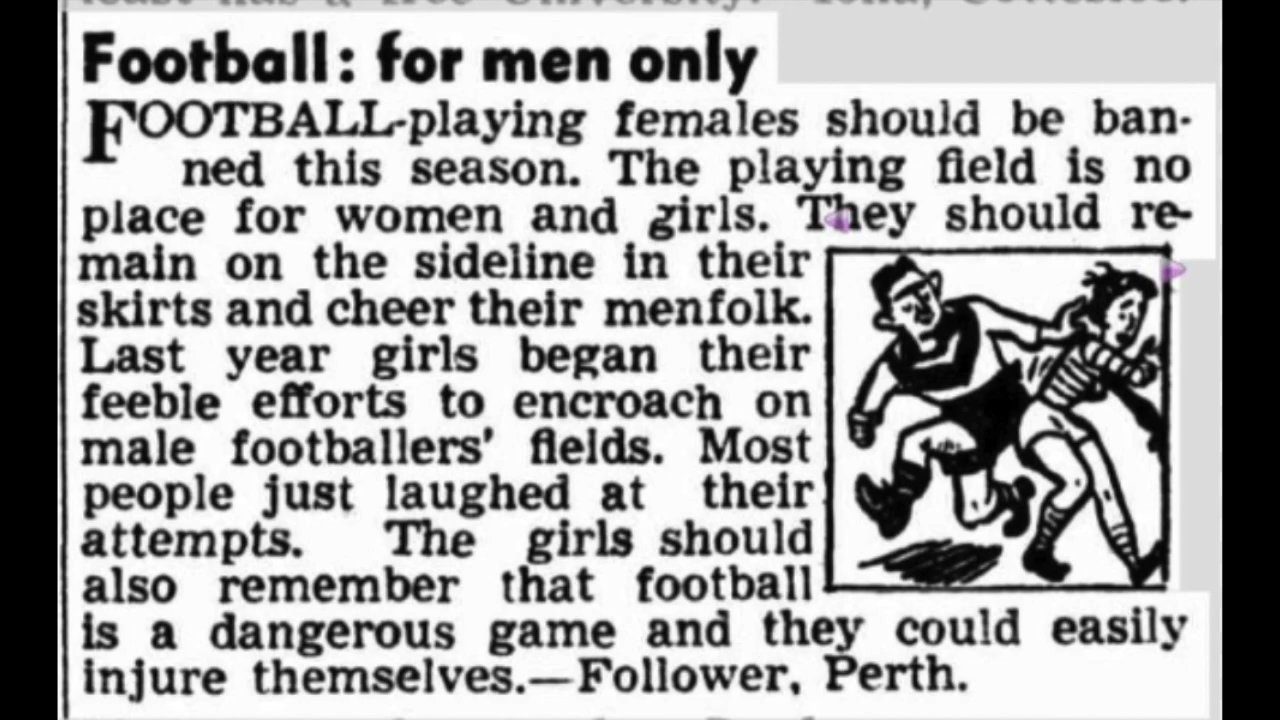 Football: for men only
FOOTBALL-playing females should be ban-
ned this season. The playing field is no
place for women and girls. They should re-
main on the sideline in their
skirts and cheer their menfolk.
Last year girls began their
feeble efforts to encroach on
male footballers' fields. Most
people just laughed at their
attempts. The girls should
also remember that football
is a dangerous game and they could easily
injure themselves.—Follower, Perth.